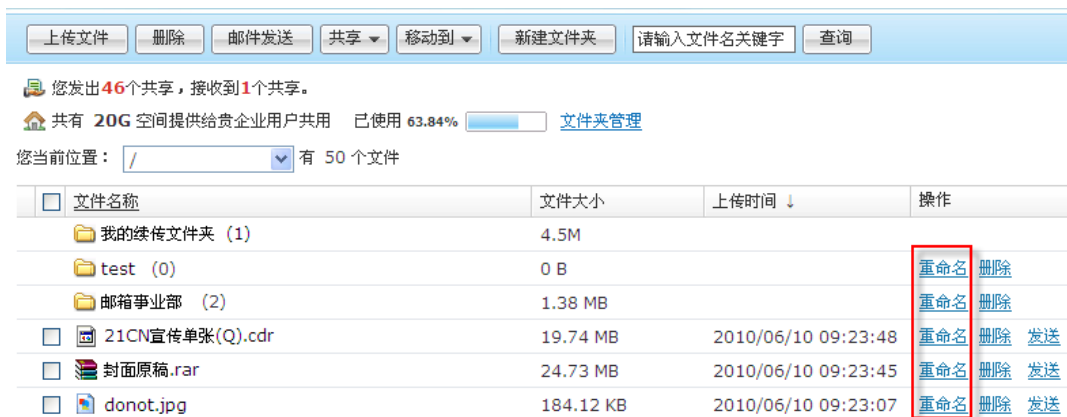 上传文件 删除 邮件发送 共享 移动到 新建文件夹 请输入文件名关键字 查询
您发出46个共享，接收到1个共享。
共有 20G 空间提供给贵企业用户共用 已使用 63.84% 文件夹管理
您当前位置： / 有 50 个文件
文件名称 文件大小 上传时间 ↓ 操作
我的续传文件夹 (1) 4.5M
test (0) 0 B 重命名 删除
邮箱事业部 (2) 1.38 MB 重命名 删除
21CN宣传单张(Q).cdr 19.74 MB 2010/06/10 09:23:48 重命名 删除 发送
封面原稿.rar 24.73 MB 2010/06/10 09:23:45 重命名 删除 发送
donot.jpg 184.12 KB 2010/06/10 09:23:07 重命名 删除 发送